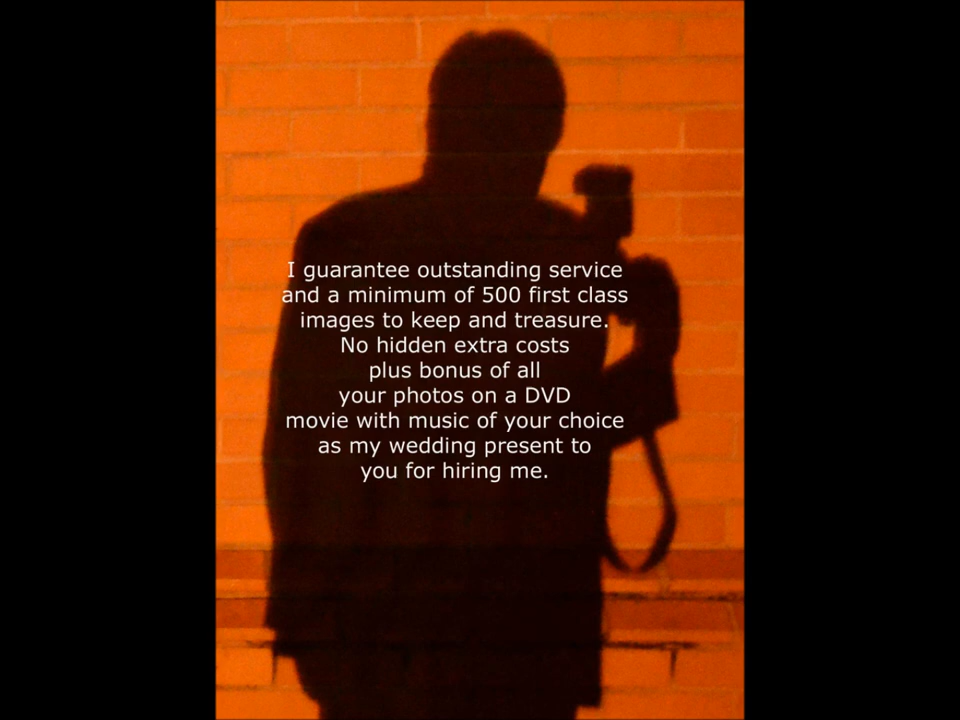 I guarantee outstanding service
and a minimum of 500 first class
images to keep and treasure.
No hidden extra costs
plus bonus of all
your photos on a DVD
movie with music of your choice
as my wedding present to
you for hiring me.